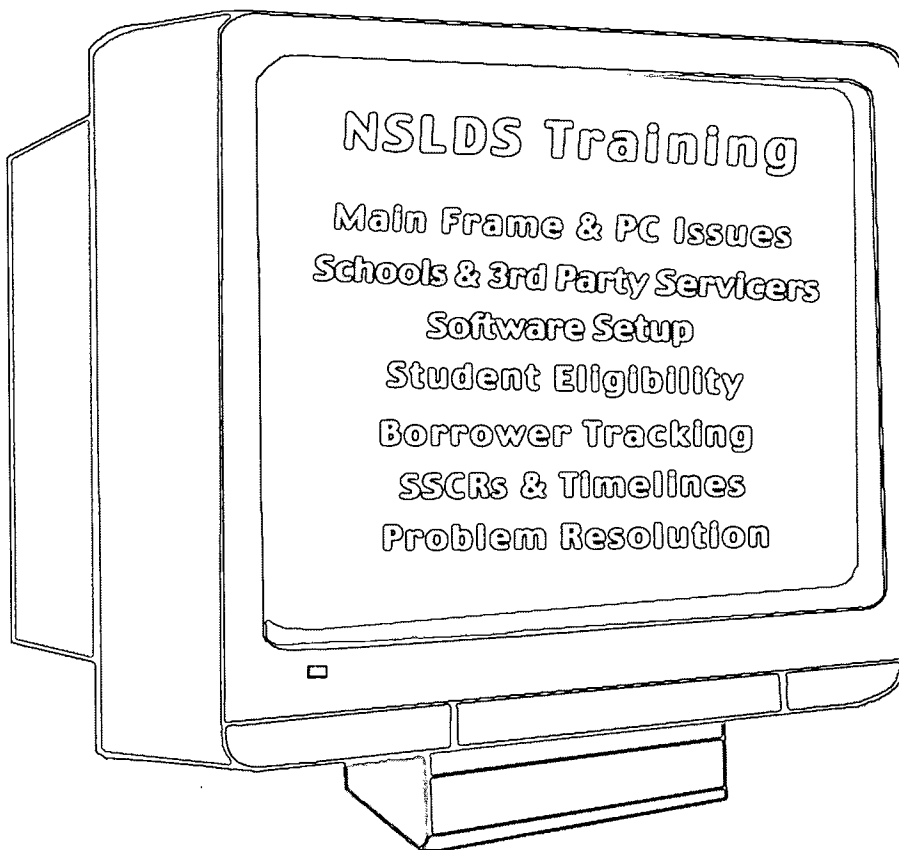 NSLDS Training
Main Frame & PC Issues
Schools & 3rd Party Servicers
Software Setup
Student Eligibility
Borrower Tracking
SSCRs & Timelines
Problem Resolution